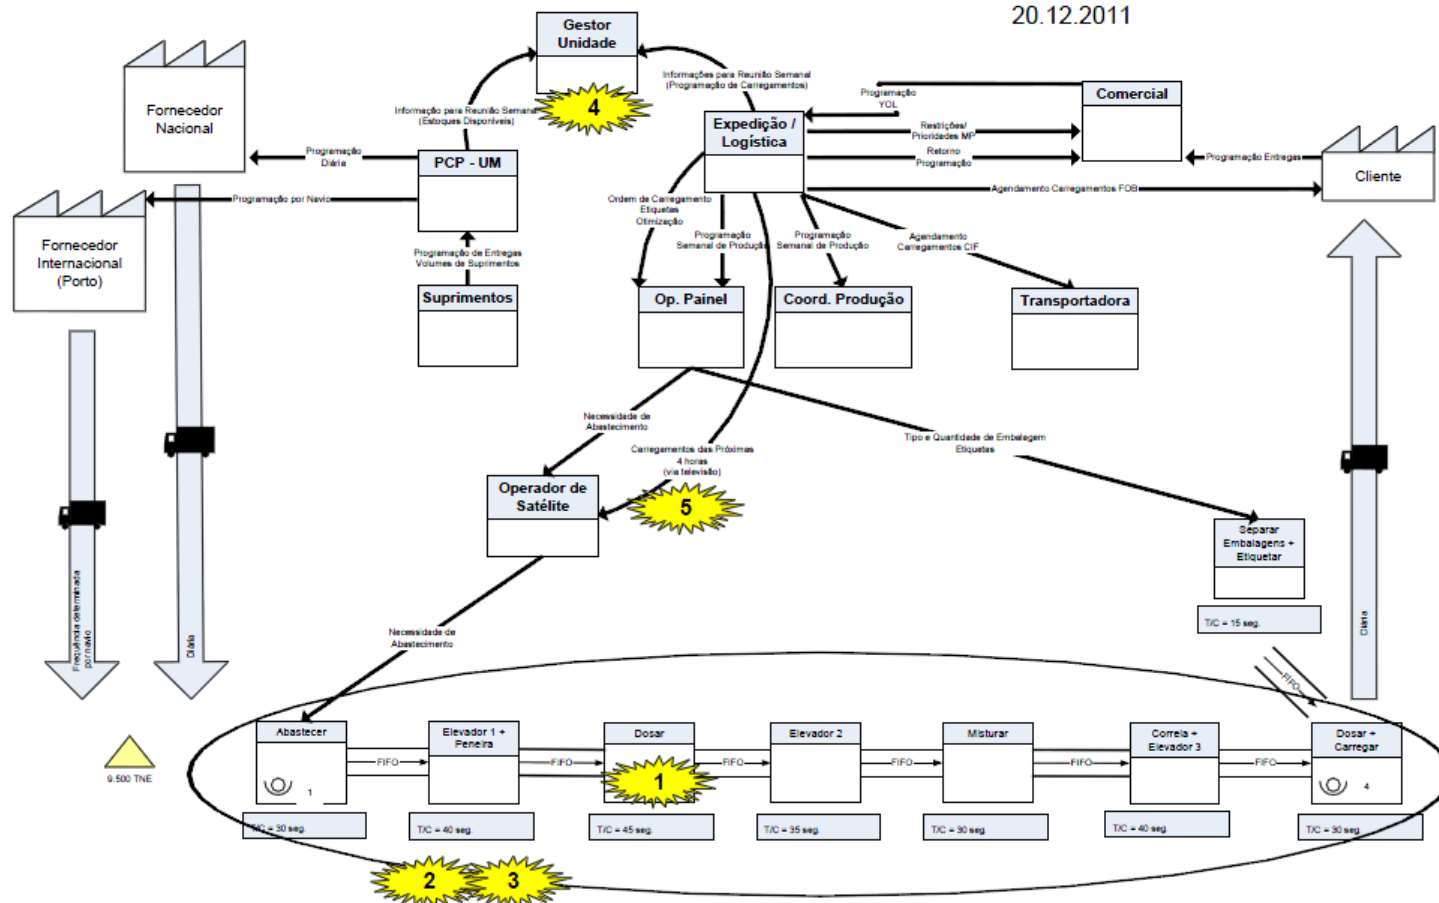 20.12.2011
Gestor
Unidade
4
Fornecedor
Nacional
Informação para Reunião Semanal
(Estoques Disponíveis)
Informações para Reunião Semanal
(Programação de Carregamentos)
Programação
YOL
Comercial
Expedição /
Logística
Restrições/
Prioridades MP
Retorno
Programação
Programação Entregas
Cliente
Programação
Diária
PCP - UM
Programação por Navio
Agendamento Carregamentos FOB
Fornecedor
Internacional
(Porto)
Ordem de Carregamento
Etiquetas
Otimização
Programação
Semanal de Produção
Programação
Semanal de Produção
Agendamento
Carregamentos CIF
Programação de Entregas
Volumes de Suprimentos
Suprimentos
Op. Painel
Coord. Produção
Transportadora
Necessidade de
Abastecimento
Carregamentos das Próximas
4 horas
(via televisão)
Tipo e Quantidade de Embalagem
Etiquetas
Operador de
Satélite
5
Separar
Embalagens +
Etiquetar
T/C = 15 seg.
Frequência determinada
por navio
Diária
Diária
Necessidade de
Abastecimento
FIFO
Abastecer
1
FIFO
Elevador 1 +
Peneira
FIFO
Dosar
1
FIFO
Elevador 2
FIFO
Misturar
FIFO
Correia +
Elevador 3
FIFO
Dosar +
Carregar
4
9.500 TNE
T/C = 30 seg.
T/C = 40 seg.
T/C = 45 seg.
T/C = 35 seg.
T/C = 30 seg.
T/C = 40 seg.
T/C = 30 seg.
2
3